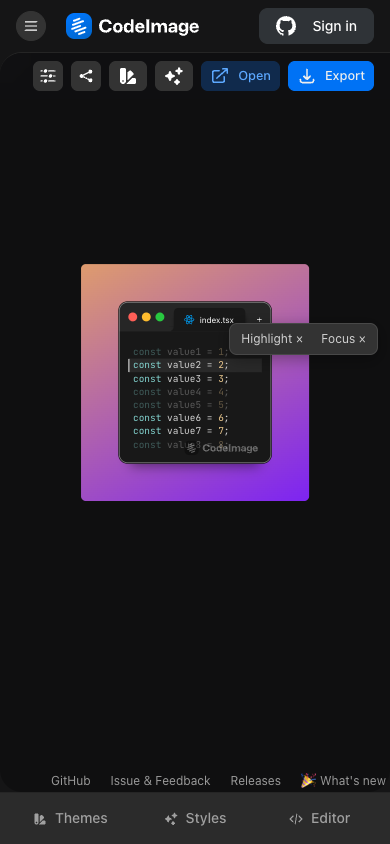 CodeImage
Sign in
Open
Export
index.tsx
+
Highlight x
Focus x
const value1 = 1;
const value2 = 2;
const value3 = 3;
const value4 = 4;
const value5 = 5;
const value6 = 6;
const value7 = 7;
const
CodeImage
GitHub
Issue & Feedback
Releases
🎉 What's new
Themes
Styles
Editor